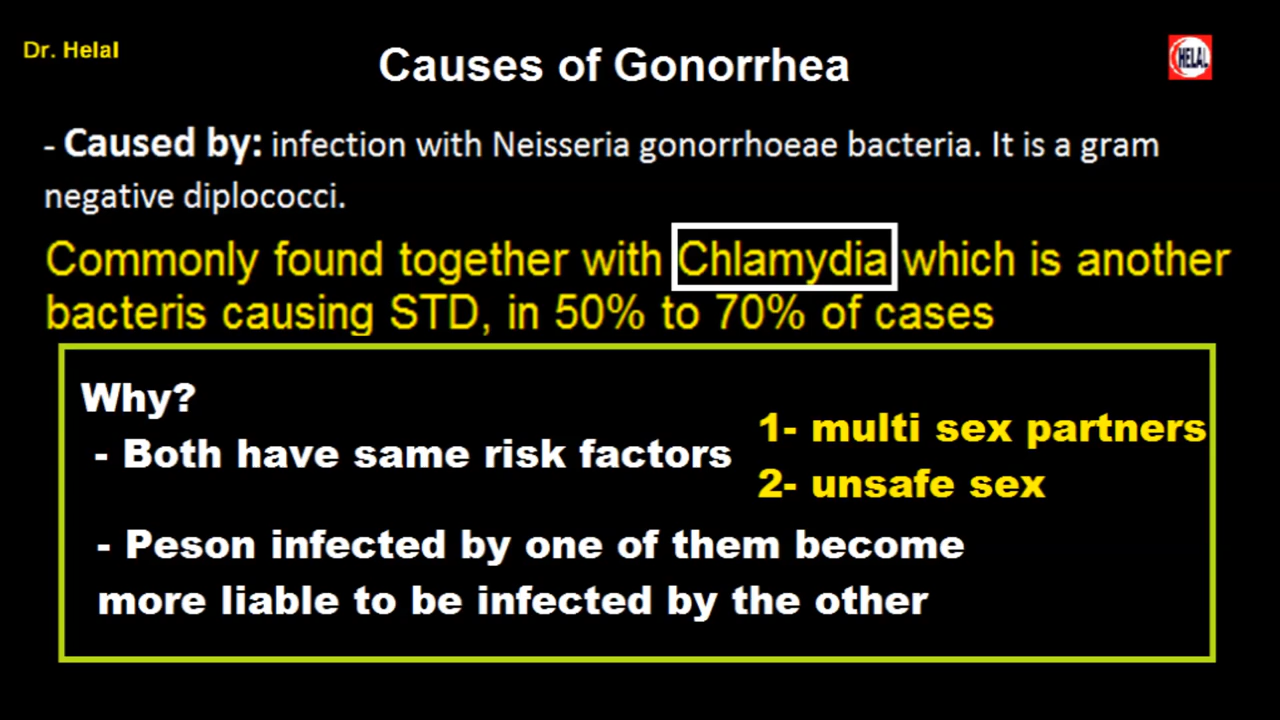 Dr. Helal
Causes of Gonorrhea
HELAL
- Caused by: infection with Neisseria gonorrhoeae bacteria. It is a gram
negative diplococci.
Commonly found together with Chlamydia which is another
bacteris causing STD, in 50% to 70% of cases
Why?
- Both have same risk factors
1- multi sex partners
2- unsafe sex
- Peson infected by one of them become
more liable to be infected by the other